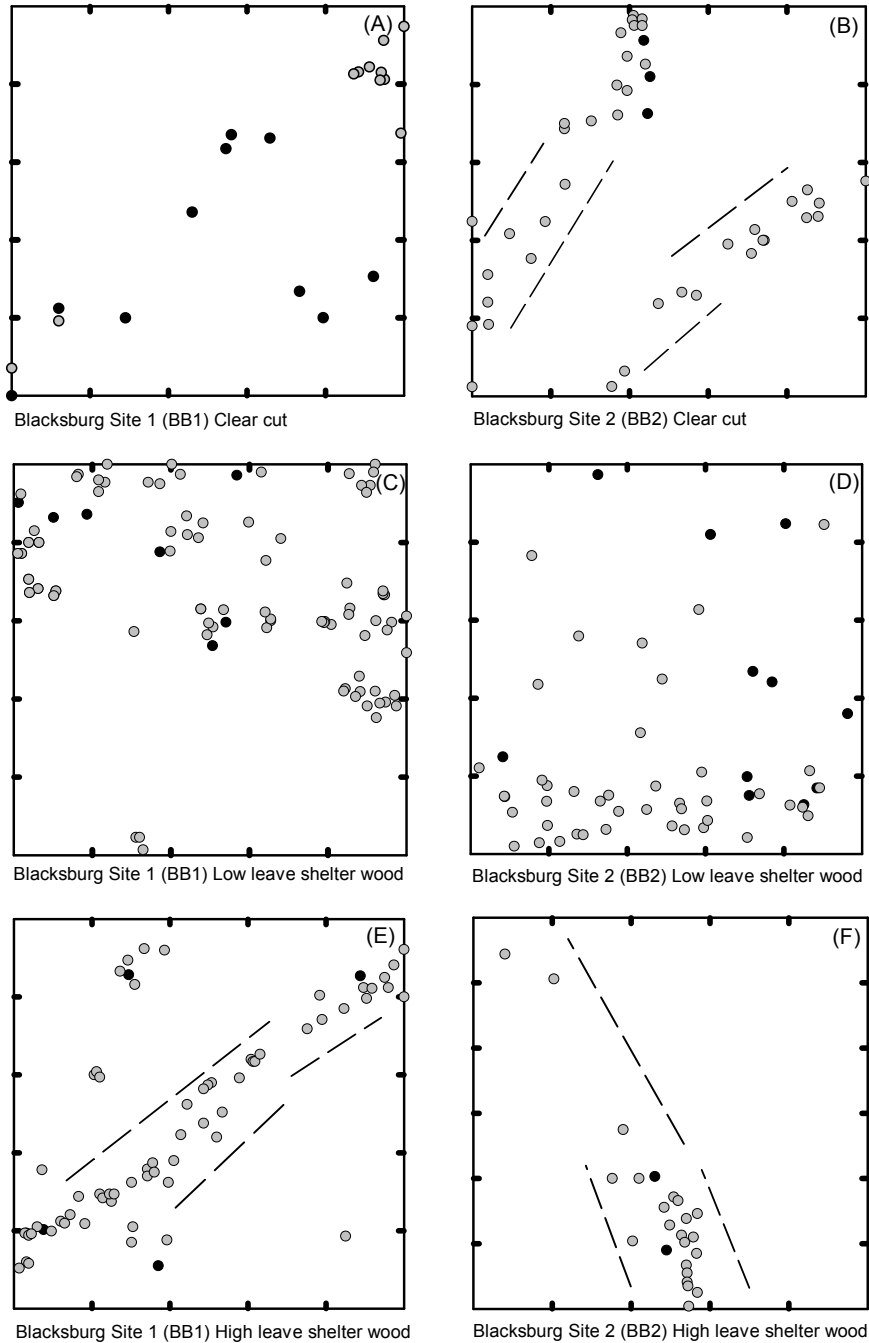 (A)
(B)
Blacksburg Site 1 (BB1) Clear cut
Blacksburg Site 2 (BB2) Clear cut
(C)
(D)
Blacksburg Site 1 (BB1) Low leave shelter wood
Blacksburg Site 2 (BB2) Low leave shelter wood
(E)
(F)
Blacksburg Site 1 (BB1) High leave shelter wood
Blacksburg Site 2 (BB2) High leave shelter wood